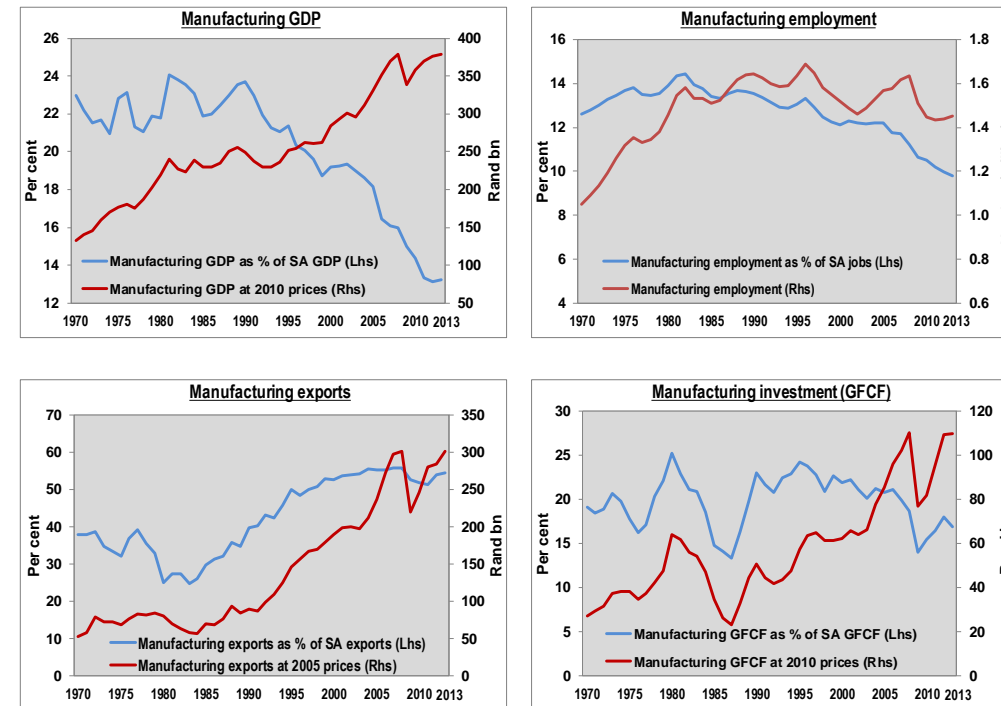 Manufacturing GDP
26
24
22
20
18
16
14
12
Per cent
400
350
300
250
200
150
100
50
Rand bn
Manufacturing GDP as % of SA GDP (Lhs)
Manufacturing GDP at 2010 prices (Rhs)
1970 1975 1980 1985 1990 1995 2000 2005 2010 2013
Manufacturing employment
16
14
12
10
8
6
4
Per cent
1.8
1.6
1.4
1.2
1.0
0.8
0.6
Manufacturing employment as % of SA jobs (Lhs)
Manufacturing employment (Rhs)
1970 1975 1980 1985 1990 1995 2000 2005 2010 2013
Manufacturing exports
70
60
50
40
30
20
10
0
Per cent
350
300
250
200
150
100
50
0
Rand bn
Manufacturing exports as % of SA exports (Lhs)
Manufacturing exports at 2005 prices (Rhs)
1970 1975 1980 1985 1990 1995 2000 2005 2010 2013
Manufacturing investment (GFCF)
30
25
20
15
10
5
0
Per cent
120
100
80
60
40
20
0
Manufacturing GFCF as % of SA GFCF (Lhs)
Manufacturing GFCF at 2010 prices (Rhs)
1970 1975 1980 1985 1990 1995 2000 2005 2010 2013